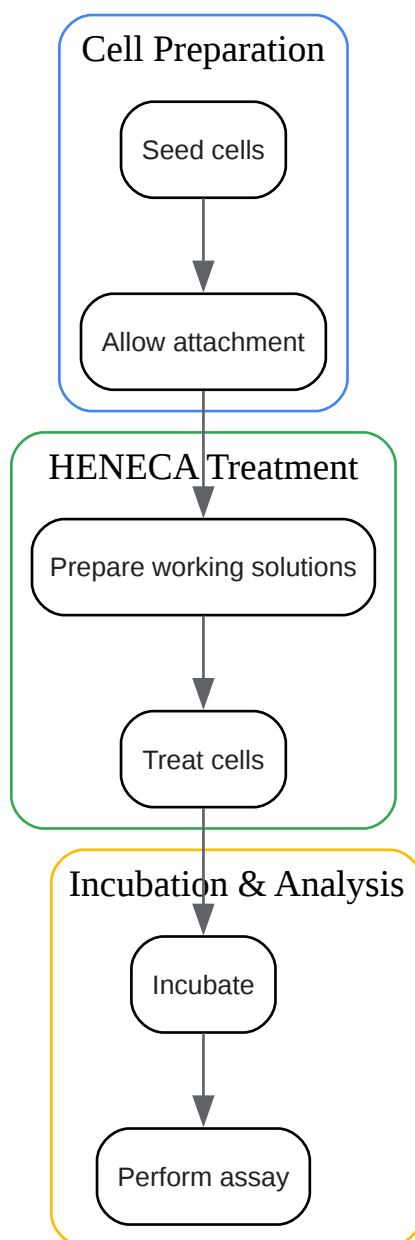 Cell Preparation
Seed cells
Allow attachment
HENECA Treatment
Prepare working solutions
Treat cells
Incubation & Analysis
Incubate
Perform assay